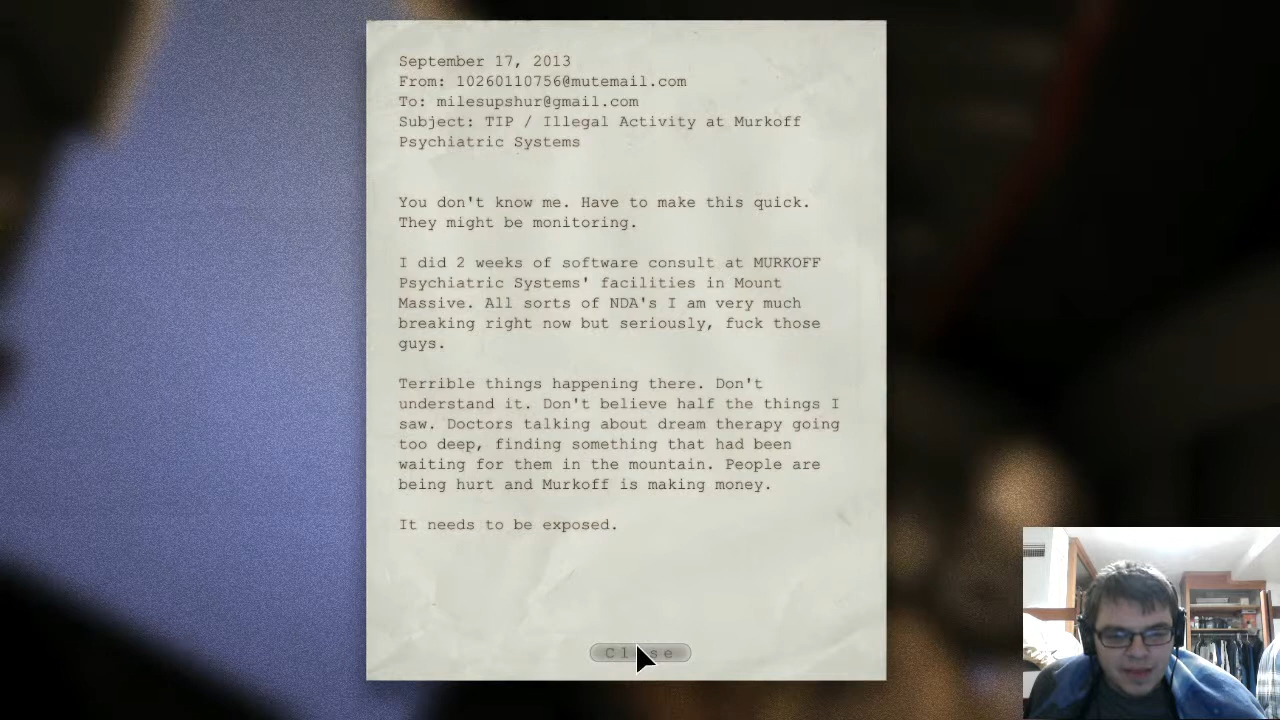 September 17, 2013
From: 10260110756@mutemail.com
To: milesupshur@gmail.com
Subject: TIP / Illegal Activity at Murkoff
Psychiatric Systems
You don't know me. Have to make this quick.
They might be monitoring.
I did 2 weeks of software consult at MURKOFF
Psychiatric Systems' facilities in Mount
Massive. All sorts of NDA's I am very much
breaking right now but seriously, fuck those
guys.
Terrible things happening there. Don't
understand it. Don't believe half the things I
saw. Doctors talking about dream therapy going
too deep, finding something that had been
waiting for them in the mountain. People are
being hurt and Murkoff is making money.
It needs to be exposed.
Close